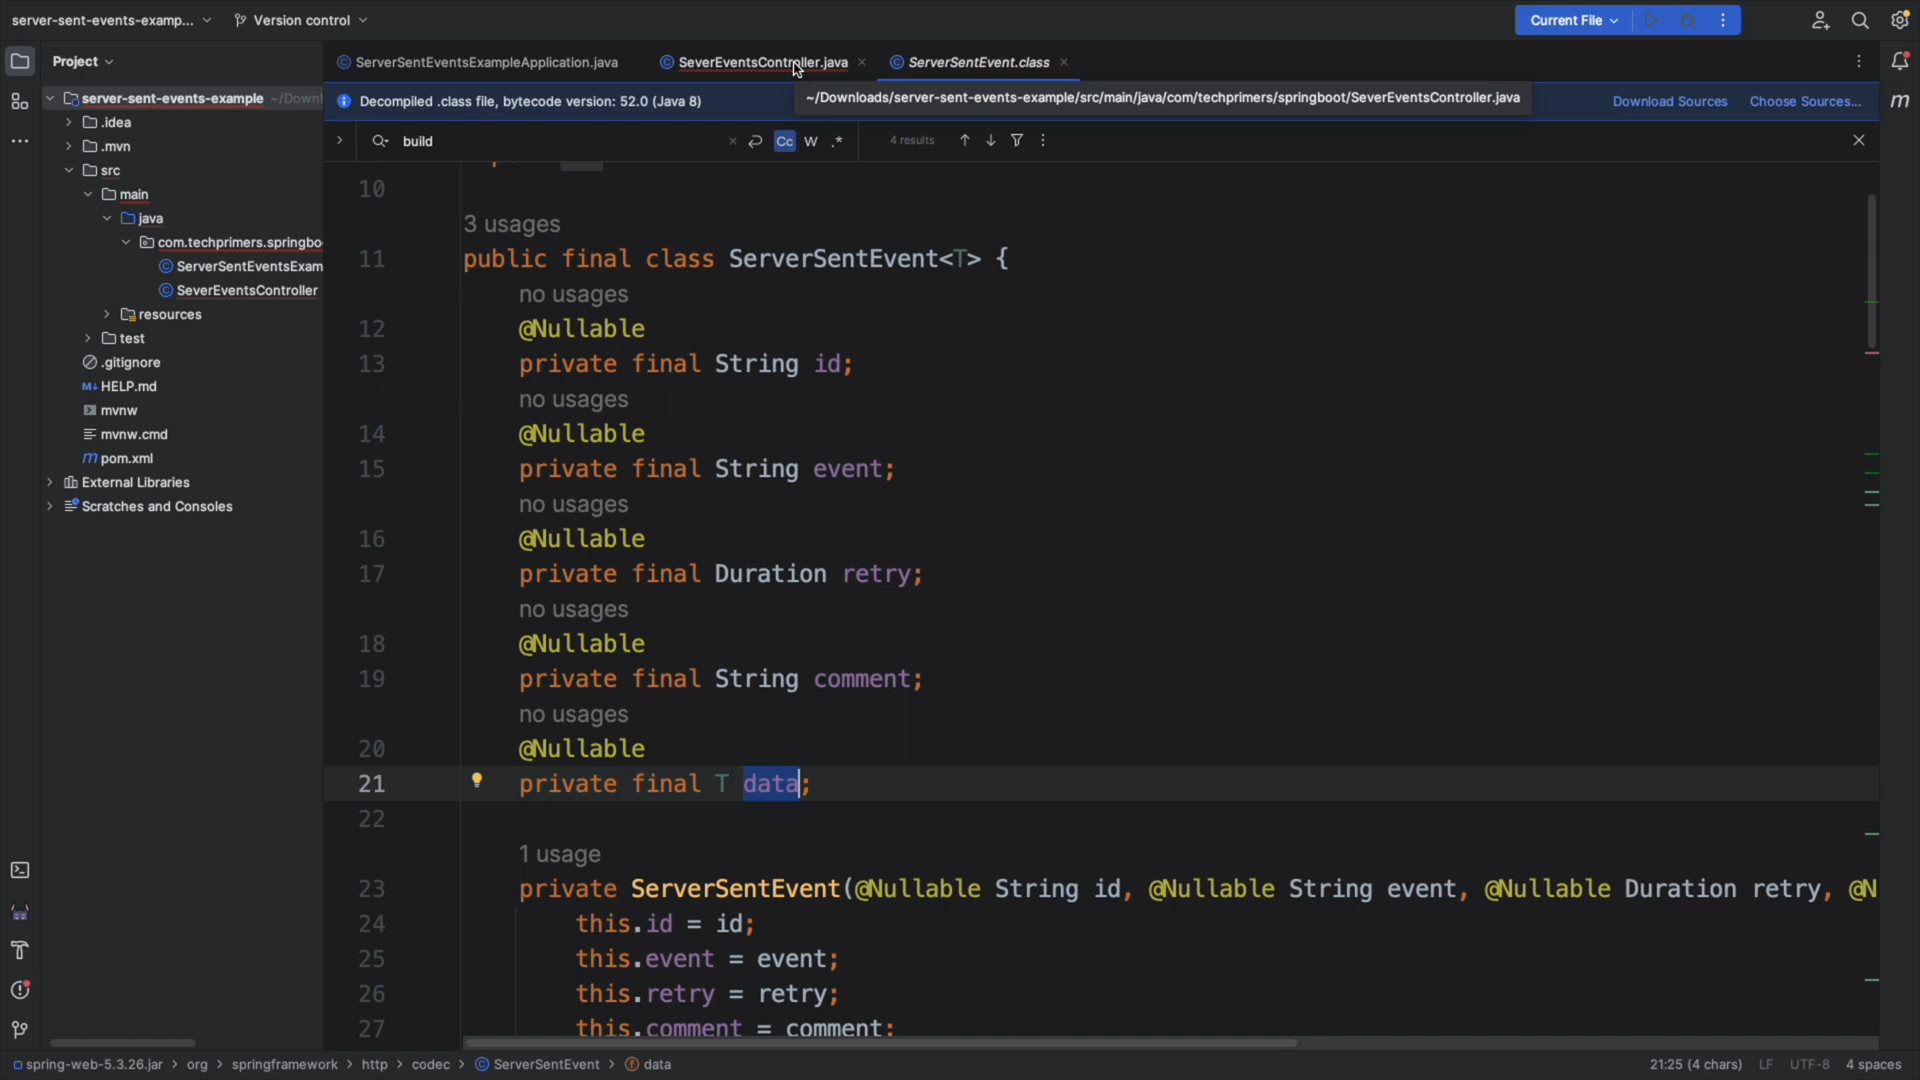 server-sent-events-examp...
Version control
Current File
Project
ServerSentEventsExampleApplication.java
SeverEventsController.java
ServerSentEvent.class
server-sent-events-example ~/Downl
Decompiled .class file, bytecode version: 52.0 (Java 8)
~/Downloads/server-sent-events-example/src/main/java/com/techprimers/springboot/SeverEventsController.java
Download Sources
Choose Sources...
.idea
.mvn
src
main
java
com.techprimers.springbo
ServerSentEventsExam
SeverEventsController
resources
test
.gitignore
HELP.md
mvnw
mvnw.cmd
pom.xml
External Libraries
Scratches and Consoles
build
Cc
W
.*
4 results
10
3 usages
11 public final class ServerSentEvent<T> {
no usages
12 @Nullable
13 private final String id;
no usages
14 @Nullable
15 private final String event;
no usages
16 @Nullable
17 private final Duration retry;
no usages
18 @Nullable
19 private final String comment;
no usages
20 @Nullable
21 private final T data;
22
1 usage
23 private ServerSentEvent(@Nullable String id, @Nullable String event, @Nullable Duration retry, @N
24 this.id = id;
25 this.event = event;
26 this.retry = retry;
27 this.comment = comment;
spring-web-5.3.26.jar > org > springframework > http > codec > ServerSentEvent > data
21:25 (4 chars)
LF
UTF-8
4 spaces